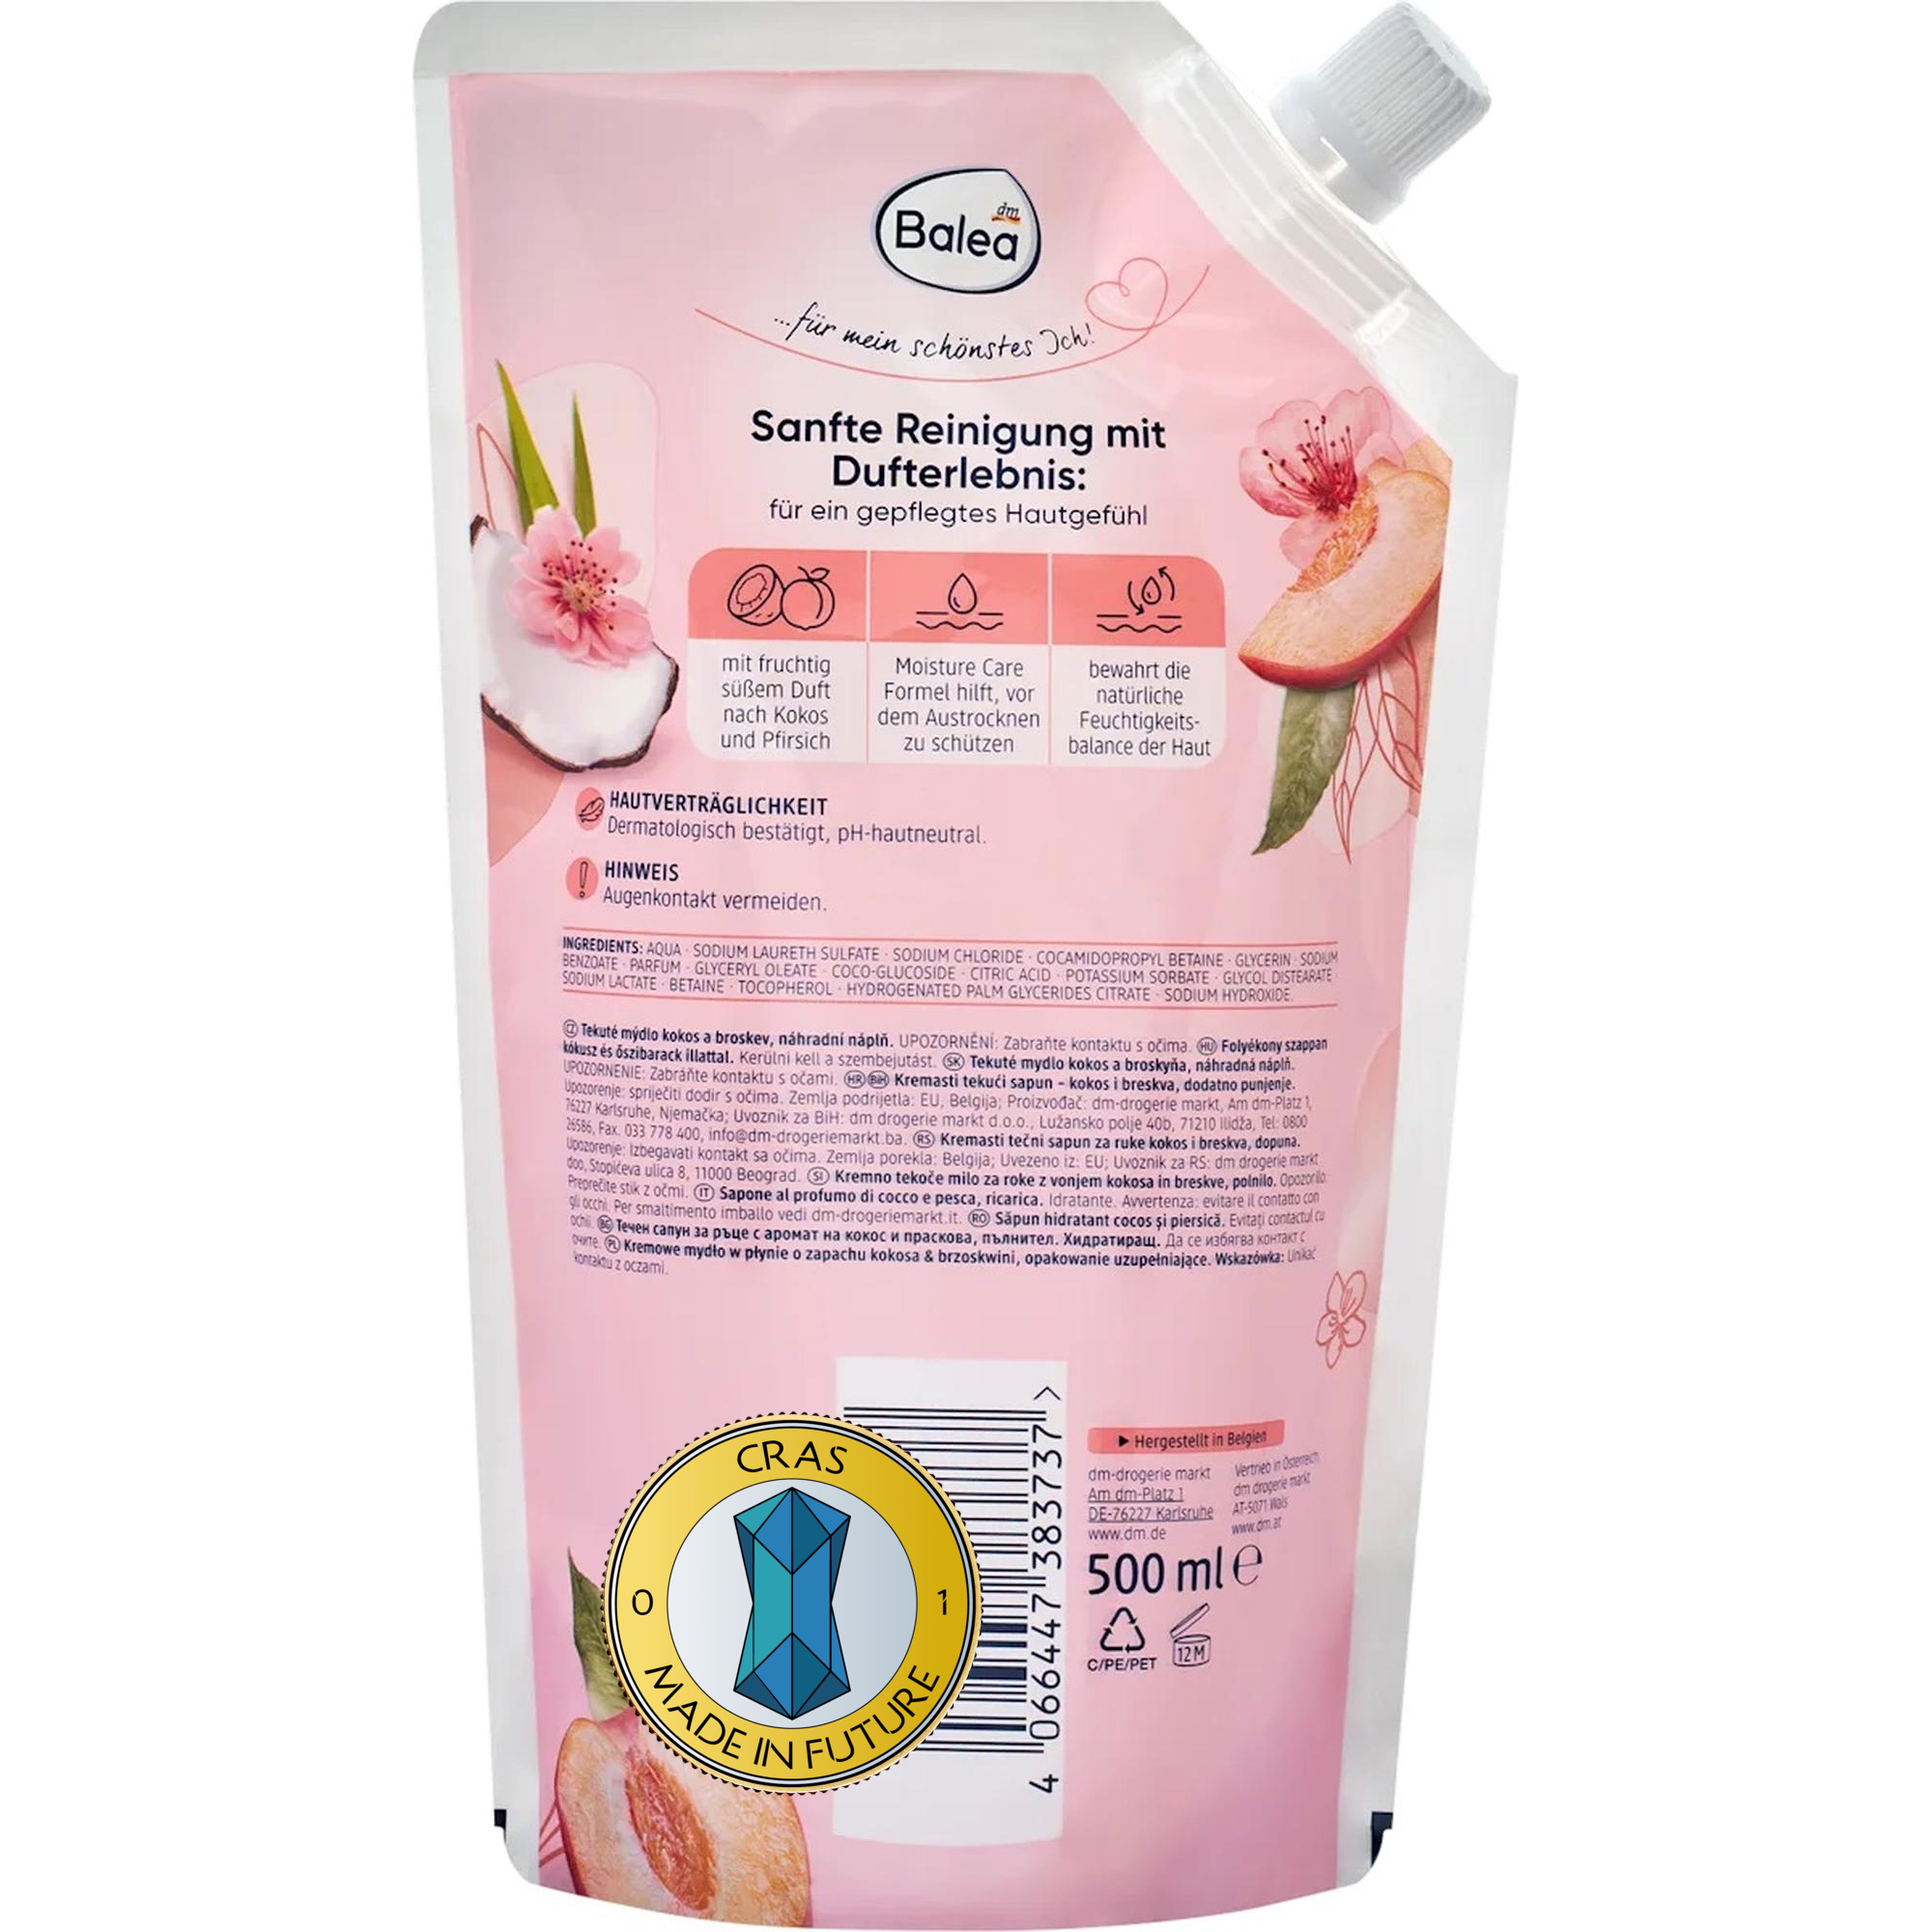 Balea
dm
...für mein schönstes Ich!
Sanfte Reinigung mit
Dufterlebnis:
für ein gepflegtes Hautgefühl
mit fruchtig
süßem Duft
nach Kokos
und Pfirsich
Moisture Care
Formel hilft, vor
dem Austrocknen
zu schützen
bewahrt die
natürliche
Feuchtigkeits-
balance der Haut
HAUTVERTRÄGLICHKEIT
Dermatologisch bestätigt, pH-hautneutral.
HINWEIS
Augenkontakt vermeiden.
INGREDIENTS: AQUA · SODIUM LAURETH SULFATE · SODIUM CHLORIDE · COCAMIDOPROPYL BETAINE · GLYCERIN · SODIUM
BENZOATE · PARFUM · GLYCERYL OLEATE · COCO-GLUCOSIDE · CITRIC ACID · POTASSIUM SORBATE · GLYCOL DISTEARATE ·
SODIUM LACTATE · BETAINE · TOCOPHEROL · HYDROGENATED PALM GLYCERIDES CITRATE · SODIUM HYDROXIDE.
CZ Tekuté mýdlo kokos a broskev, náhradní náplň. UPOZORNĚNÍ: Zabraňte kontaktu s očima. HU Folyékony szappan
kókusz és őszibarack illattal. Kerülni kell a szembejutást. SK Tekuté mydlo kokos a broskyňa, náhradná náplň.
UPOZORNENIE: Zabráňte kontaktu s očami. HR BiH Kremasti tekući sapun – kokos i breskva, dodatno punjenje.
Upozorenje: spriječiti dodir s očima. Zemlja podrijetla: EU, Belgija; Proizvođač: dm-drogerie markt, Am dm-Platz 1,
76227 Karlsruhe, Njemačka; Uvoznik za BiH: dm drogerie markt d.o.o., Lužansko polje 40b, 71210 Ilidža, Tel: 0800
26586, Fax. 033 778 400, info@dm-drogeriemarkt.ba. RS Kremasti tečni sapun za ruke kokos i breskva, dopuna.
Upozorenje: Izbegavati kontakt sa očima. Zemlja porekla: Belgija; Uvezeno iz: EU; Uvoznik za RS: dm drogerie markt
doo, Stopićeva ulica 8, 11000 Beograd. SI Kremno tekoče milo za roke z vonjem kokosa in breskve, polnilo. Opozorilo:
Preprečite stik z očmi. IT Sapone al profumo di cocco e pesca, ricarica. Idratante. Avvertenza: evitare il contatto con
gli occhi. Per smaltimento imballo vedi dm-drogeriemarkt.it. RO Săpun hidratant cocos și piersică. Evitați contactul cu
ochii. BG Течен сапун за ръце с аромат на кокос и праскова, пълнител. Хидратиращ. Да се избягва контакт с
очите. PL Kremowe mydło w płynie o zapachu kokosa & brzoskwini, opakowanie uzupełniające. Wskazówka: Unikać
kontaktu z oczami.
4 066447 383737 >
Hergestellt in Belgien
dm-drogerie markt
Am dm-Platz 1
DE-76227 Karlsruhe
www.dm.de
Vertrieb in Österreich
dm drogerie markt
AT-5071 Wals
www.dm.at
500 ml e
C/PE/PET
12 M
CRAS
0 1
MADE IN FUTURE